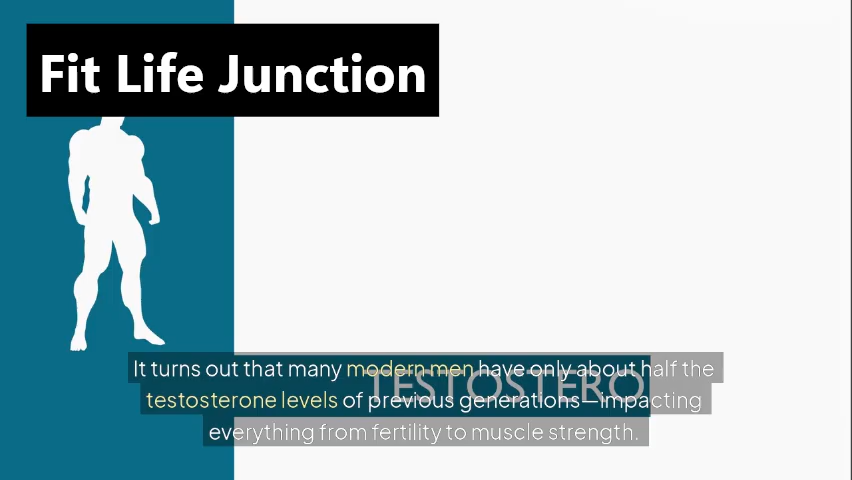 Fit Life Junction
It turns out that many modern men have only about half the
TESTOSTERO
testosterone levels of previous generations—impacting
everything from fertility to muscle strength.